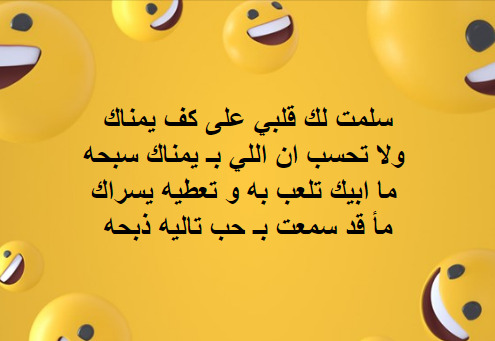 سلمت لك قلبي على كف يمناك
ولا تحسب ان اللي بـ يمناك سبحه
ما ابيك تلعب به و تعطيه يسراك
مأ قد سمعت بـ حب تاليه ذبحه